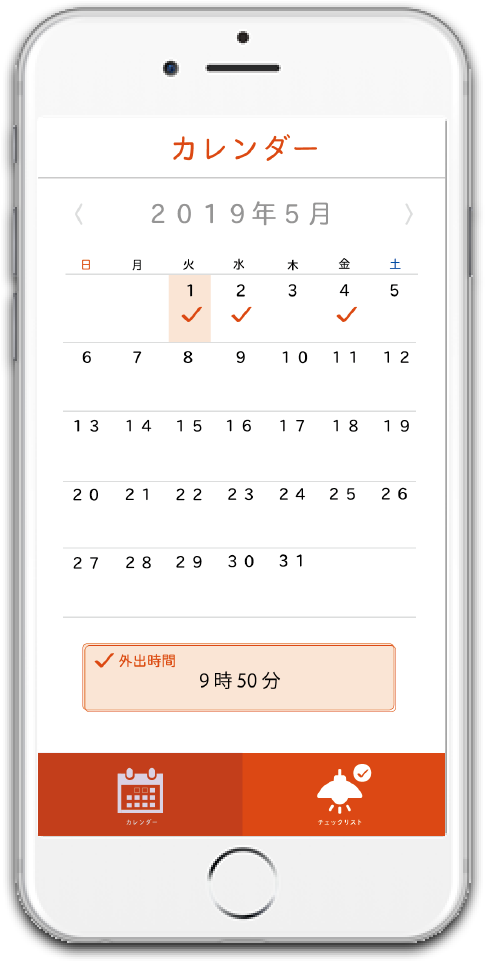 カレンダー
2019年5月
日 月 火 水 木 金 土
1 2 3 4 5
6 7 8 9 10 11 12
13 14 15 16 17 18 19
20 21 22 23 24 25 26
27 28 29 30 31
外出時間
9時50分
カレンダー チェックリスト